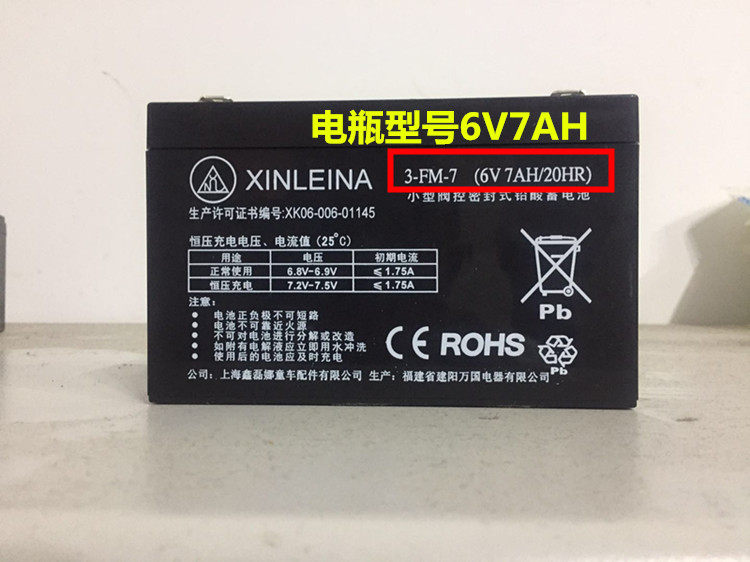 电瓶型号6V7AH
XINLEINA
3-FM-7 (6V 7AH/20HR)
小型阀控密封式铅酸蓄电池
生产许可证书编号:XK06-006-01145
恒压充电电压、电流值(25°C)
用途 电压 初期电流
正常使用 6.8V-6.9V ≤1.75A
恒压充电 7.2V-7.5V ≤1.75A
注意:
• 电池正负极不可短路
• 电池不可靠近火源
• 不可对电池进行分解或改造
• 如附有电解液应立即用水冲洗
• 使用后的电池应及时充电
Pb
CE ROHS
Pb
公司:上海鑫磊娜童车配件有限公司 生产:福建省建阳万国电器有限公司